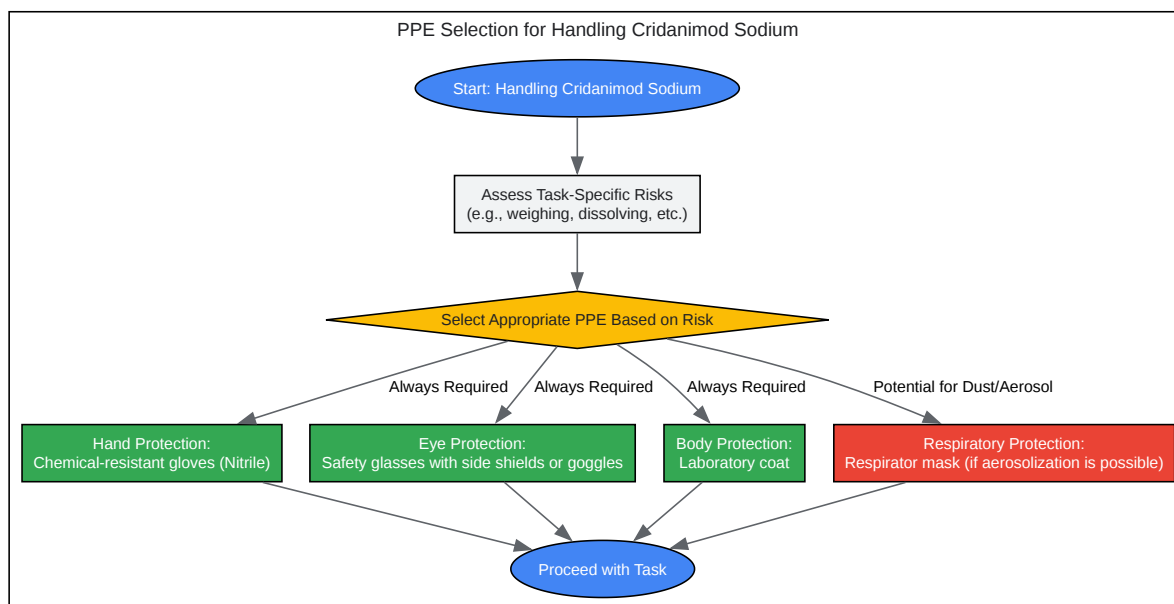 PPE Selection for Handling Cridanimod Sodium
Start: Handling Cridanimod Sodium
Assess Task-Specific Risks
(e.g., weighing, dissolving, etc.)
Select Appropriate PPE Based on Risk
Always Required
Always Required
Always Required
Potential for Dust/Aerosol
Hand Protection:
Chemical-resistant gloves (Nitrile)
Eye Protection:
Safety glasses with side shields or goggles
Body Protection:
Laboratory coat
Respiratory Protection:
Respirator mask (if aerosolization is possible)
Proceed with Task